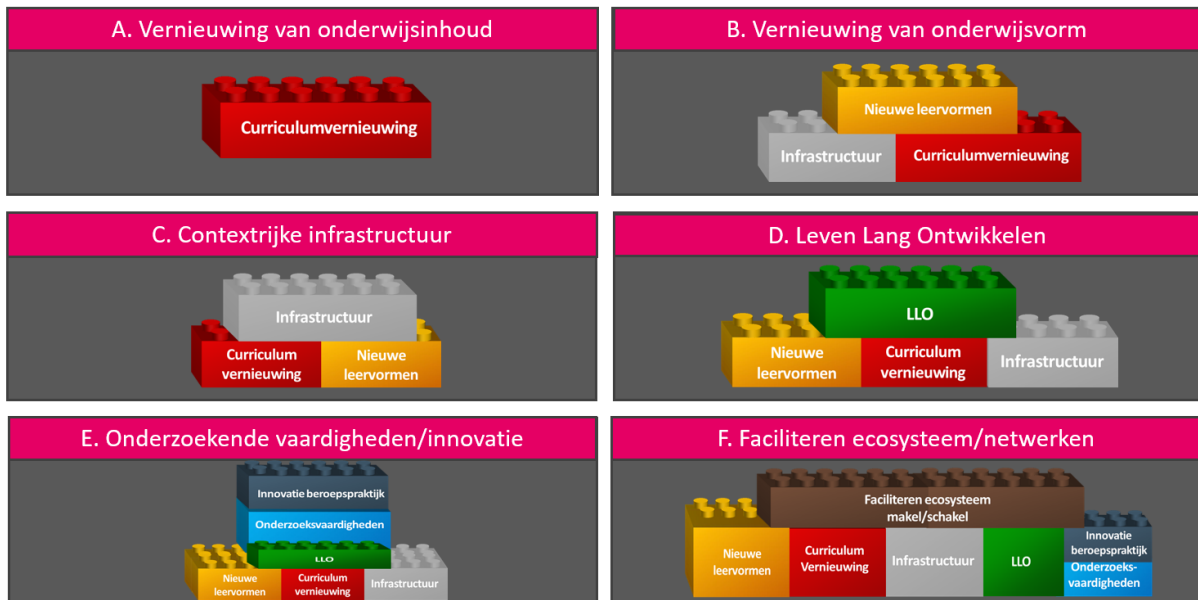 A. Vernieuwing van onderwijsinhoud
Curriculumvernieuwing
B. Vernieuwing van onderwijsvorm
Nieuwe leervormen
Infrastructuur
Curriculumvernieuwing
C. Contextrijke infrastructuur
Infrastructuur
Curriculum
vernieuwing
Nieuwe
leervormen
D. Leven Lang Ontwikkelen
LLO
Nieuwe
leervormen
Curriculum
vernieuwing
Infrastructuur
E. Onderzoekende vaardigheden/innovatie
Innovatie beroepspraktijk
Onderzoeksvaardigheden
LLO
Nieuwe
leervormen
Curriculum
vernieuwing
Infrastructuur
F. Faciliteren ecosysteem/netwerken
Faciliteren ecosysteem
makel/schakel
Nieuwe
leervormen
Curriculum
Vernieuwing
Infrastructuur
LLO
Innovatie
beroepspraktijk
Onderzoeks-
vaardigheden